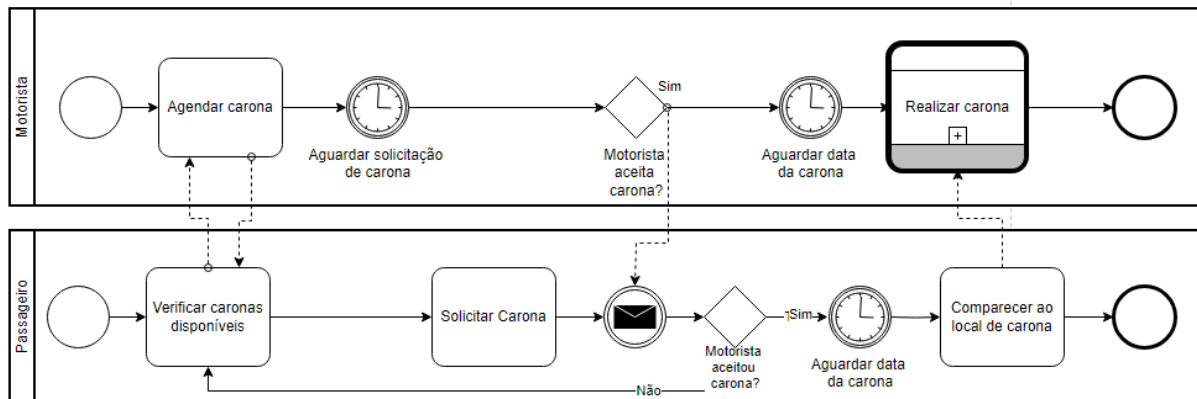 Motorista
Agendar carona
Aguardar solicitação
de carona
Sim
Motorista
aceita
carona?
Aguardar data
da carona
Realizar carona
Passageiro
Verificar caronas
disponíveis
Solicitar Carona
Motorista
aceitou
carona?
Sim
Aguardar data
da carona
Comparecer ao
local de carona
Não